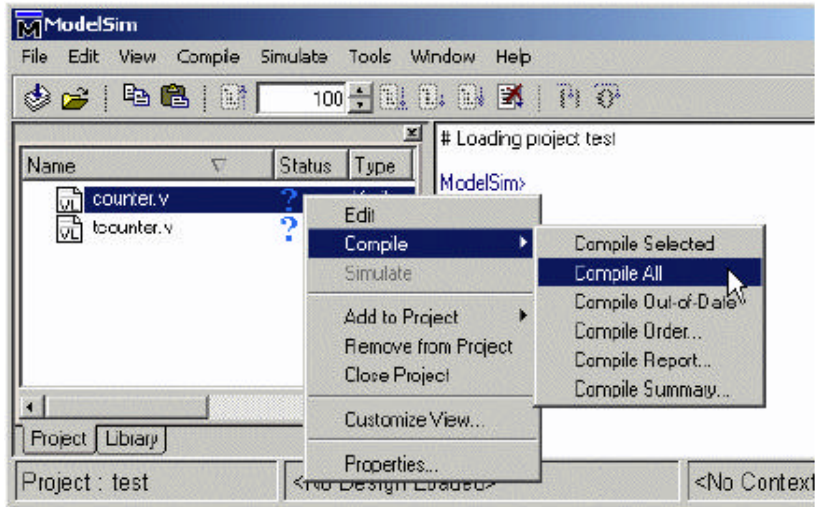 ModelSim
File Edit View Compile Simulate Tools Window Help
100
# Loading project test
Name Status Type
ModelSim>
counter.v ?
tcounter.v ?
Edit
Compile
Simulate
Add to Project
Remove from Project
Close Project
Customize View...
Properties...
Compile Selected
Compile All
Compile Out-of-Date
Compile Order...
Compile Report...
Compile Summary...
Project Library
Project : test <No Design Loaded> <No Context